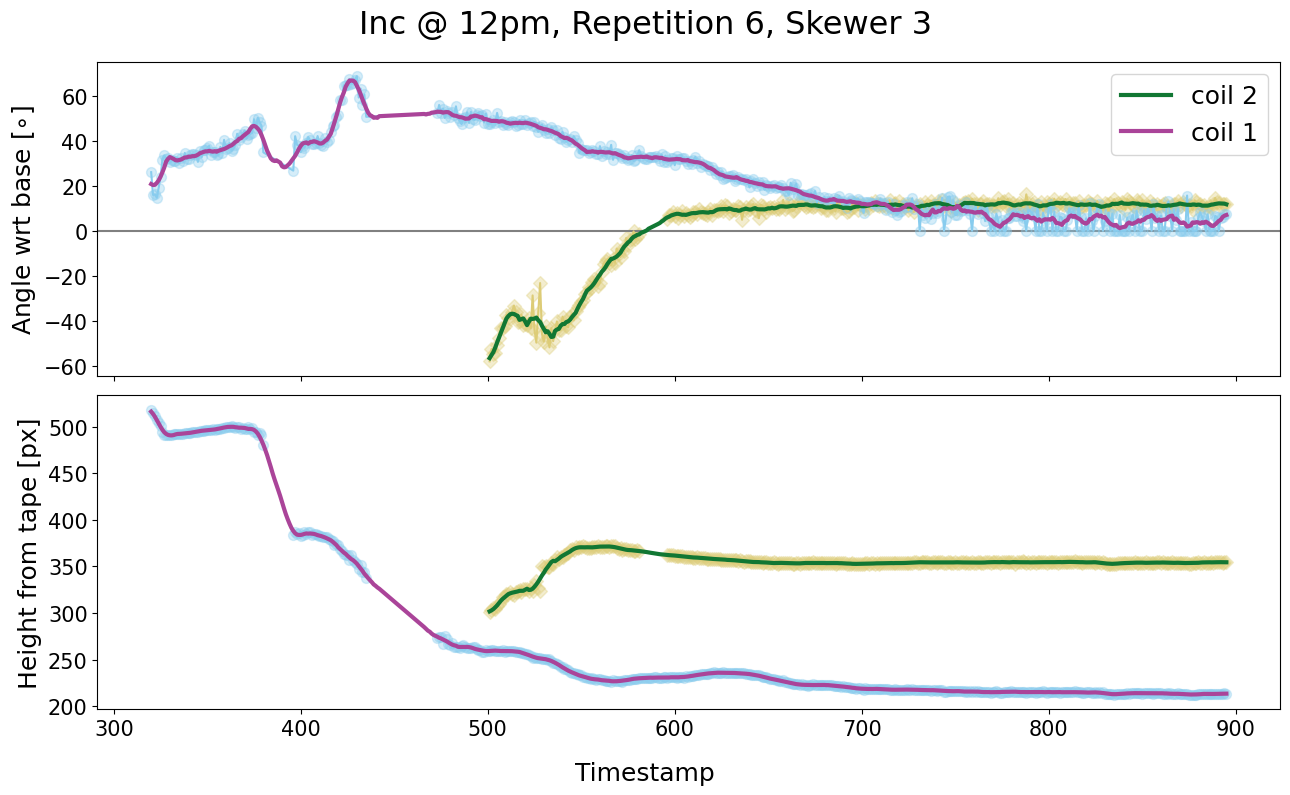 Inc @ 12pm, Repetition 6, Skewer 3
Angle wrt base [∘]
60
40
20
0
−20
−40
−60
coil 2
coil 1
Height from tape [px]
500
450
400
350
300
250
200
300 400 500 600 700 800 900
Timestamp